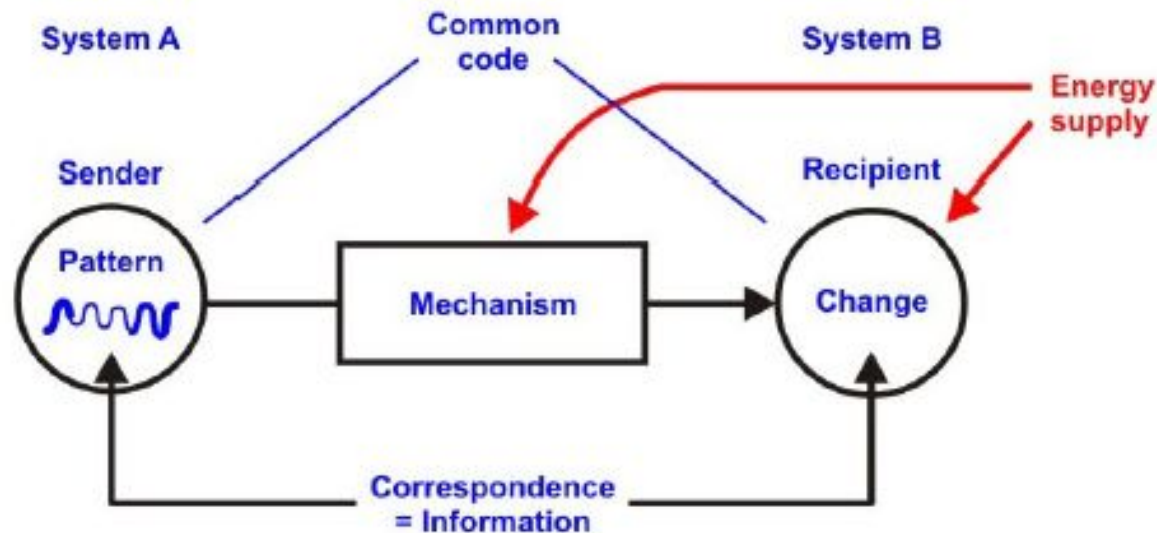 System A
Common
code
System B
Energy
supply
Sender
Recipient
Pattern
Mechanism
Change
Correspondence
= Information